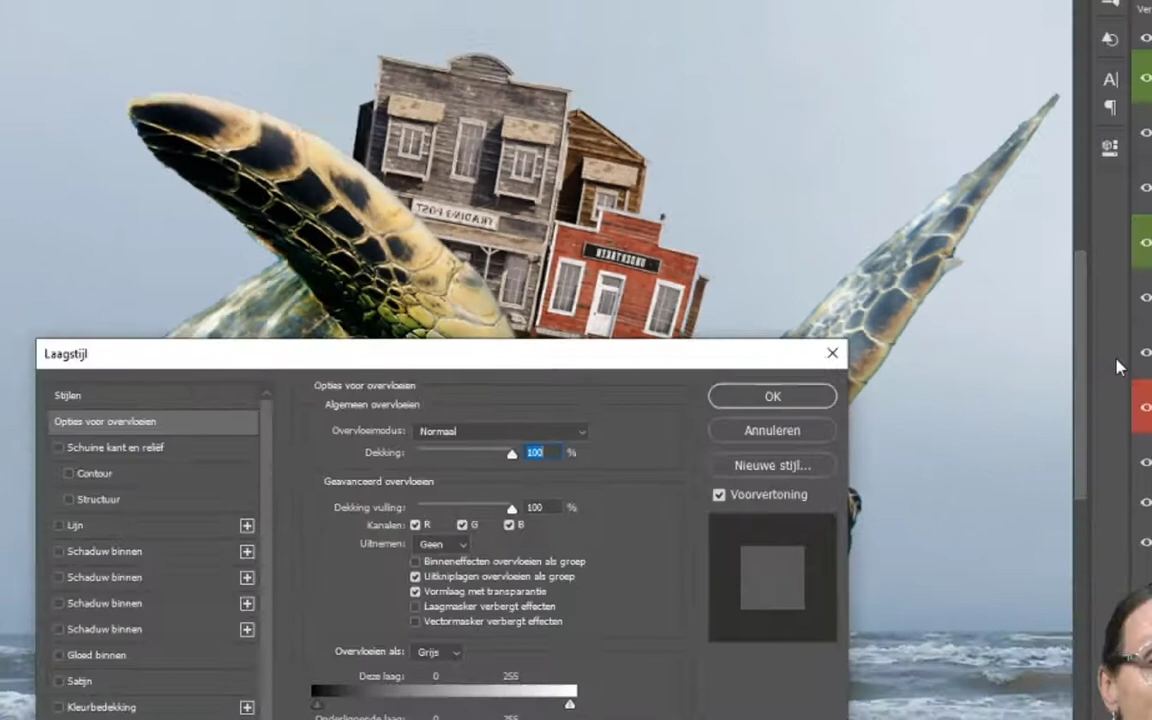 Ver
A|
¶
TRADING POST
UNDERTAKER
Laagstijl
Stijlen
Opties voor overvloeien
Schuine kant en reliëf
Contour
Structuur
Lijn
Schaduw binnen
Schaduw binnen
Schaduw binnen
Schaduw binnen
Gloed binnen
Satijn
Kleurbedekking
Opties voor overvloeien
Algemeen overvloeien
Overvloeimodus: Normaal
Dekking: 100 %
Geavanceerd overvloeien
Dekking vulling: 100 %
Kanalen: R G B
Uitnemen: Geen
Binneneffecten overvloeien als groep
Uitkniplagen overvloeien als groep
Vormlaag met transparantie
Laagmasker verbergt effecten
Vectormasker verbergt effecten
Overvloeien als: Grijs
Deze laag: 0 255
Onderliggende laag: 0 255
OK
Annuleren
Nieuwe stijl...
Voorvertoning